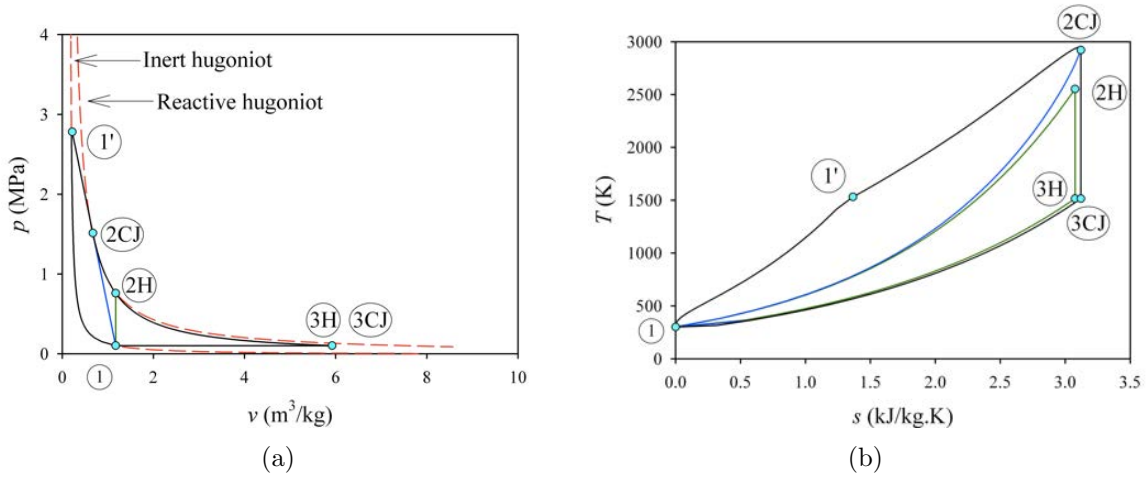 4
3
2
1
0
p (MPa)
Inert hugoniot
Reactive hugoniot
1'
2CJ
2H
3H 3CJ
1
0 2 4 6 8 10
v (m³/kg)
(a)
3000
2500
2000
1500
1000
500
0
T (K)
2CJ
2H
1'
3H
3CJ
1
0.0 0.5 1.0 1.5 2.0 2.5 3.0 3.5
s (kJ/kg.K)
(b)